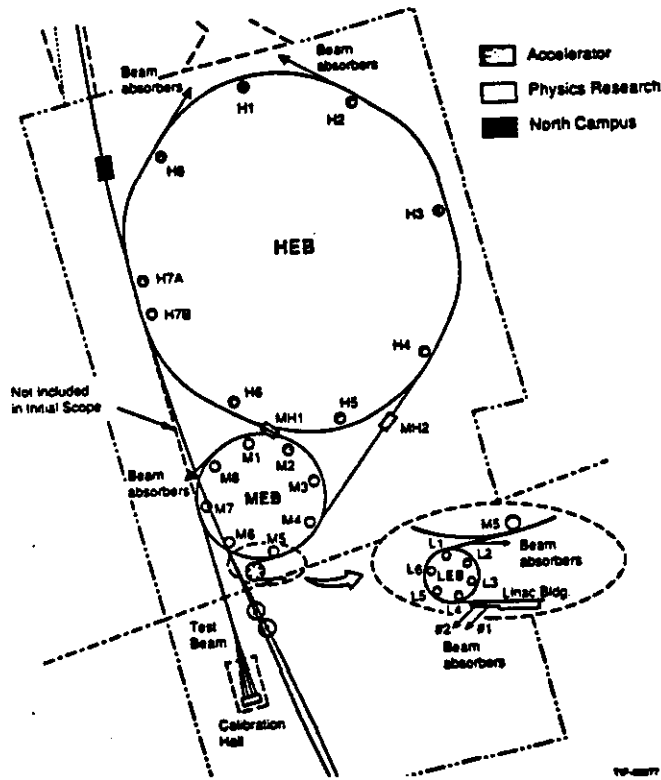 Beam
absorbers
Beam
absorbers
Accelerator
Physics Research
North Campus
H1
H2
H8
H3
HEB
H7A
H7B
H4
Not Included
in Initial Scope
H6
H5
MH1
MH2
M1
M2
M8
M3
Beam
absorbers
MEB
M7
M4
M6
M5
M5
L1
L2
Beam
absorbers
L6
LEB
L3
L5
Linac Bldg.
L4
#2
#1
Beam
absorbers
Test
Beam
Calibration
Hall